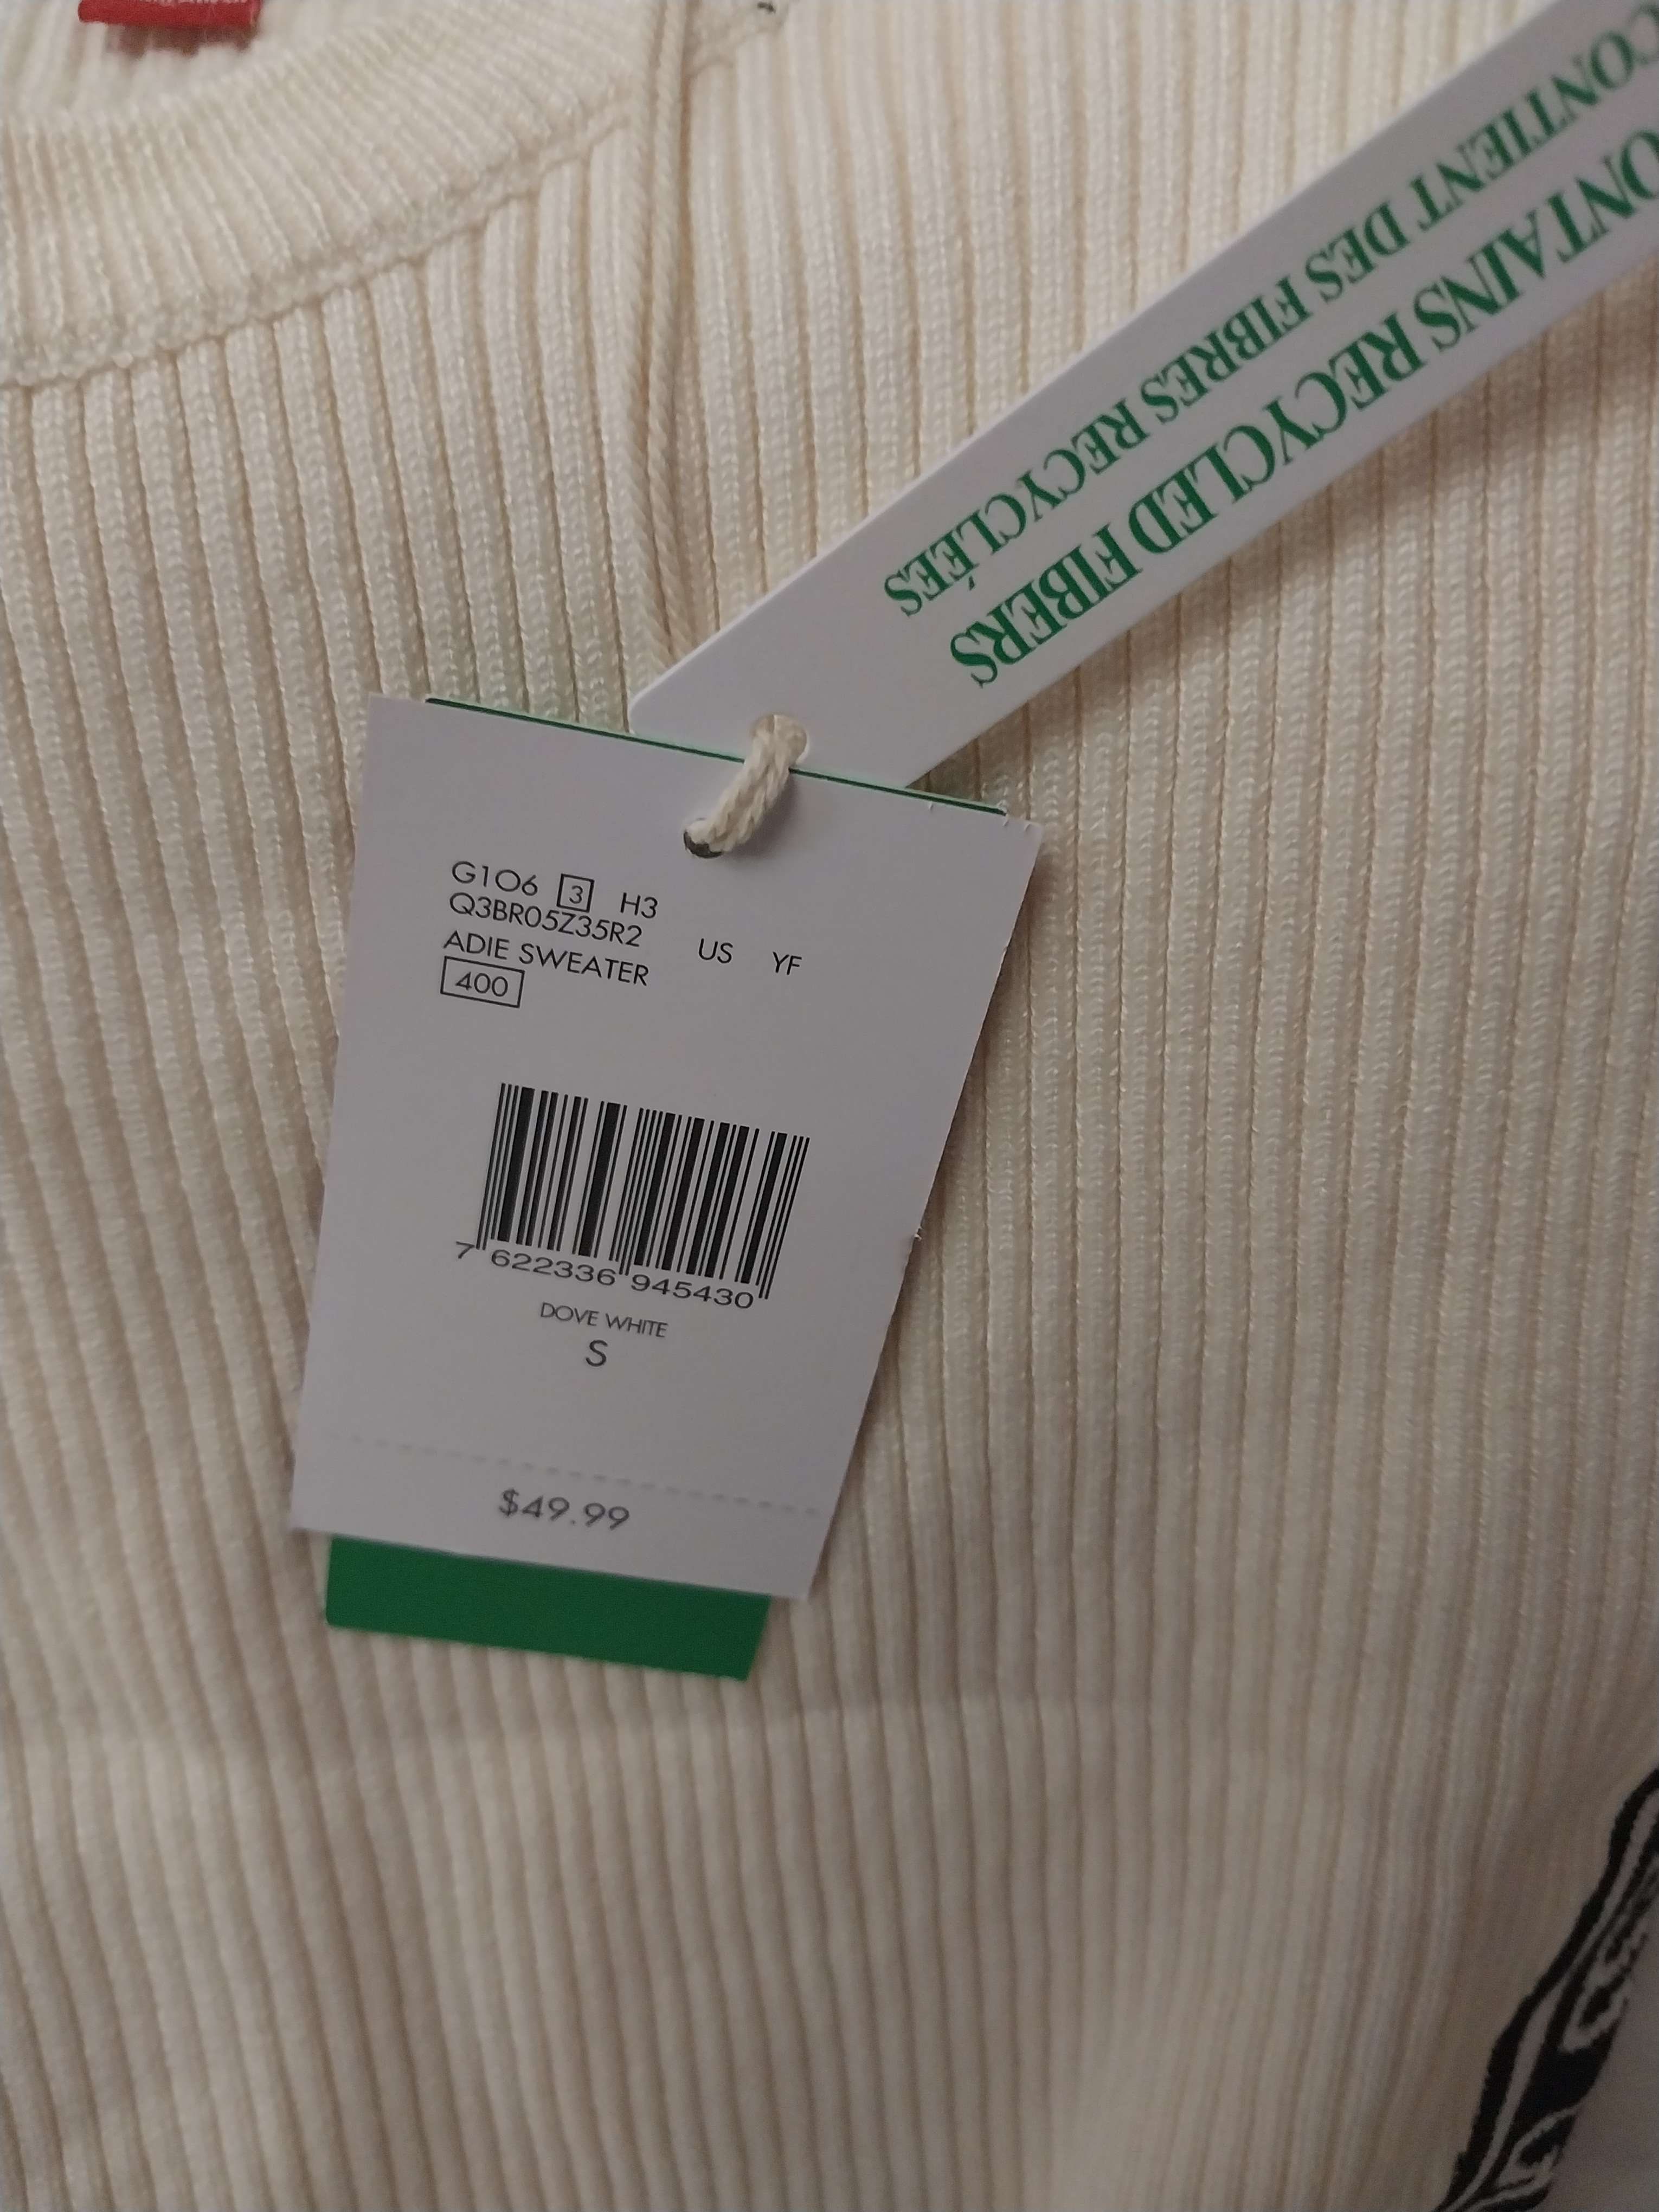 CONTIENT DES FIBRES RECYCLÉES
CONTAINS RECYCLED FIBERS
G106 3 H3
Q3BR05Z35R2 US YF
ADIE SWEATER
400
7 622336 945430
DOVE WHITE
S
$49.99